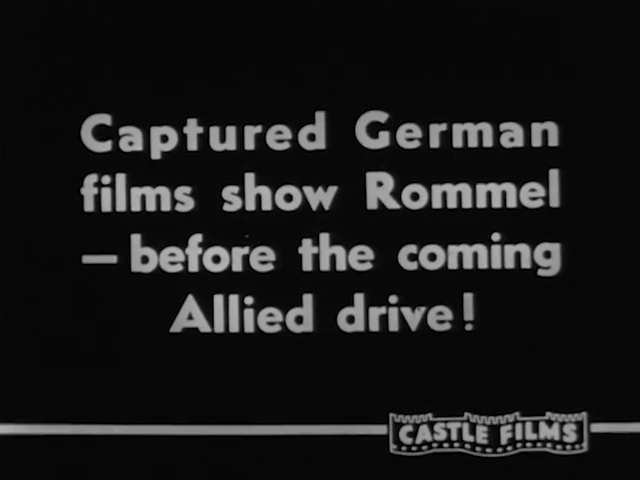 Captured German
films show Rommel
— before the coming
Allied drive!
CASTLE FILMS